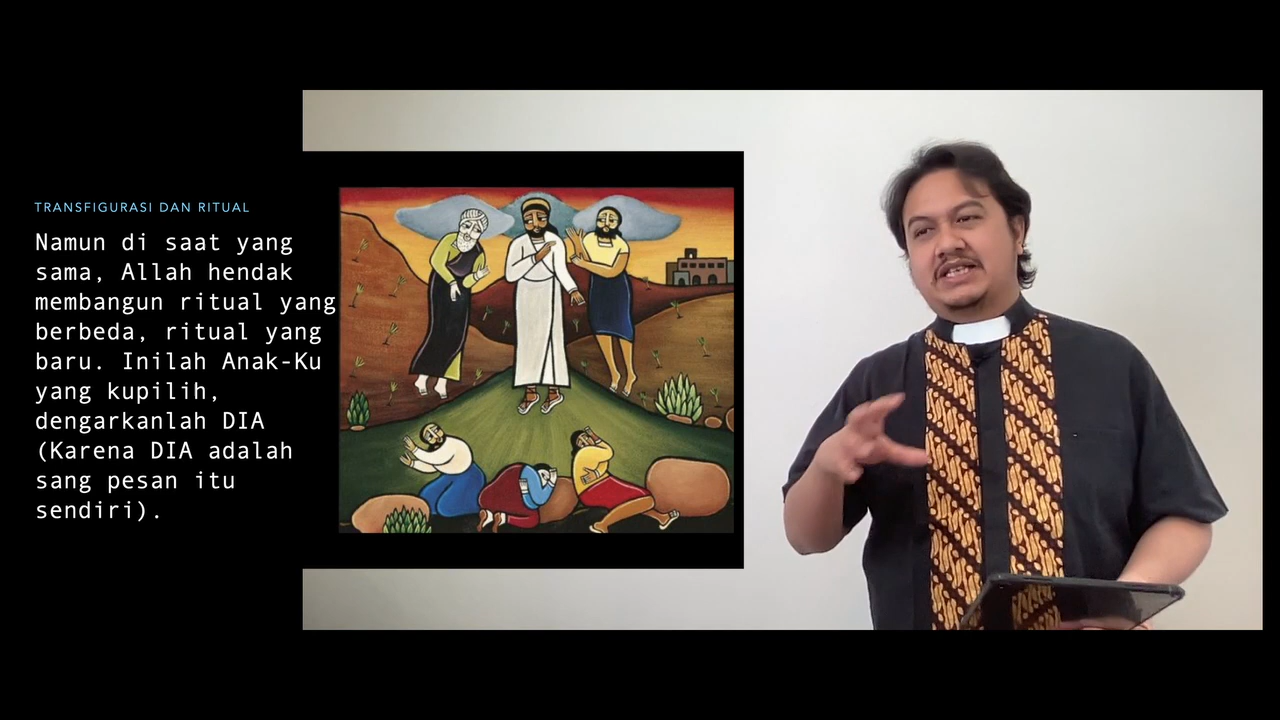 TRANSFIGURASI DAN RITUAL
Namun di saat yang
sama, Allah hendak
membangun ritual yang
berbeda, ritual yang
baru. Inilah Anak-Ku
yang kupilih,
dengarkanlah DIA
(Karena DIA adalah
sang pesan itu
sendiri).